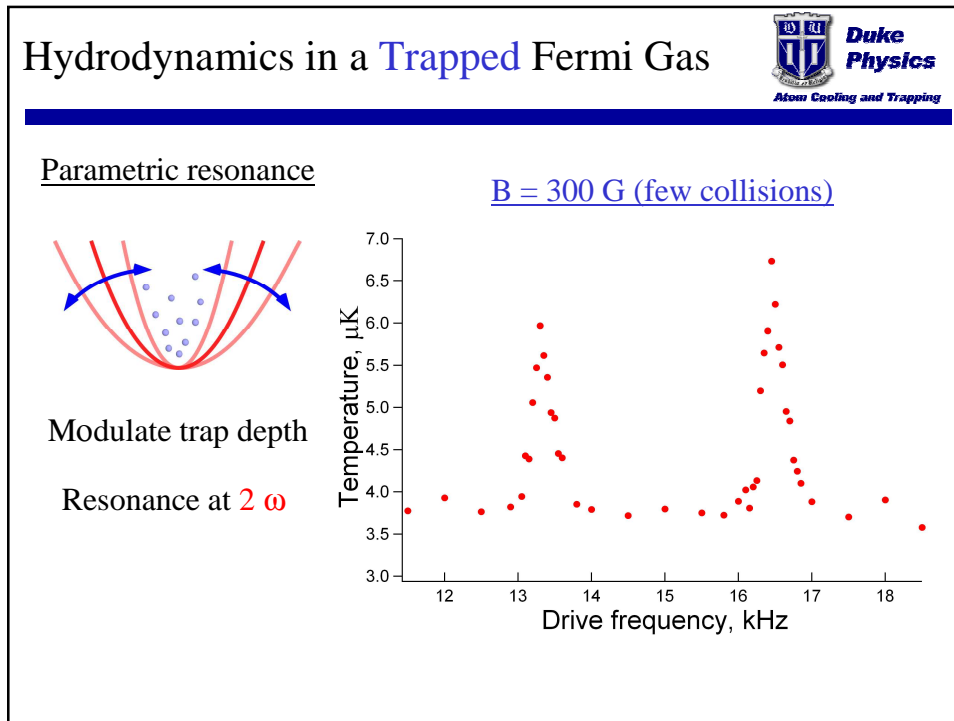 Hydrodynamics in a Trapped Fermi Gas
Duke
Physics
Atom Cooling and Trapping
Parametric resonance
Modulate trap depth
Resonance at 2 ω
B = 300 G (few collisions)
Temperature, μK
7.0
6.5
6.0
5.5
5.0
4.5
4.0
3.5
3.0
12 13 14 15 16 17 18
Drive frequency, kHz